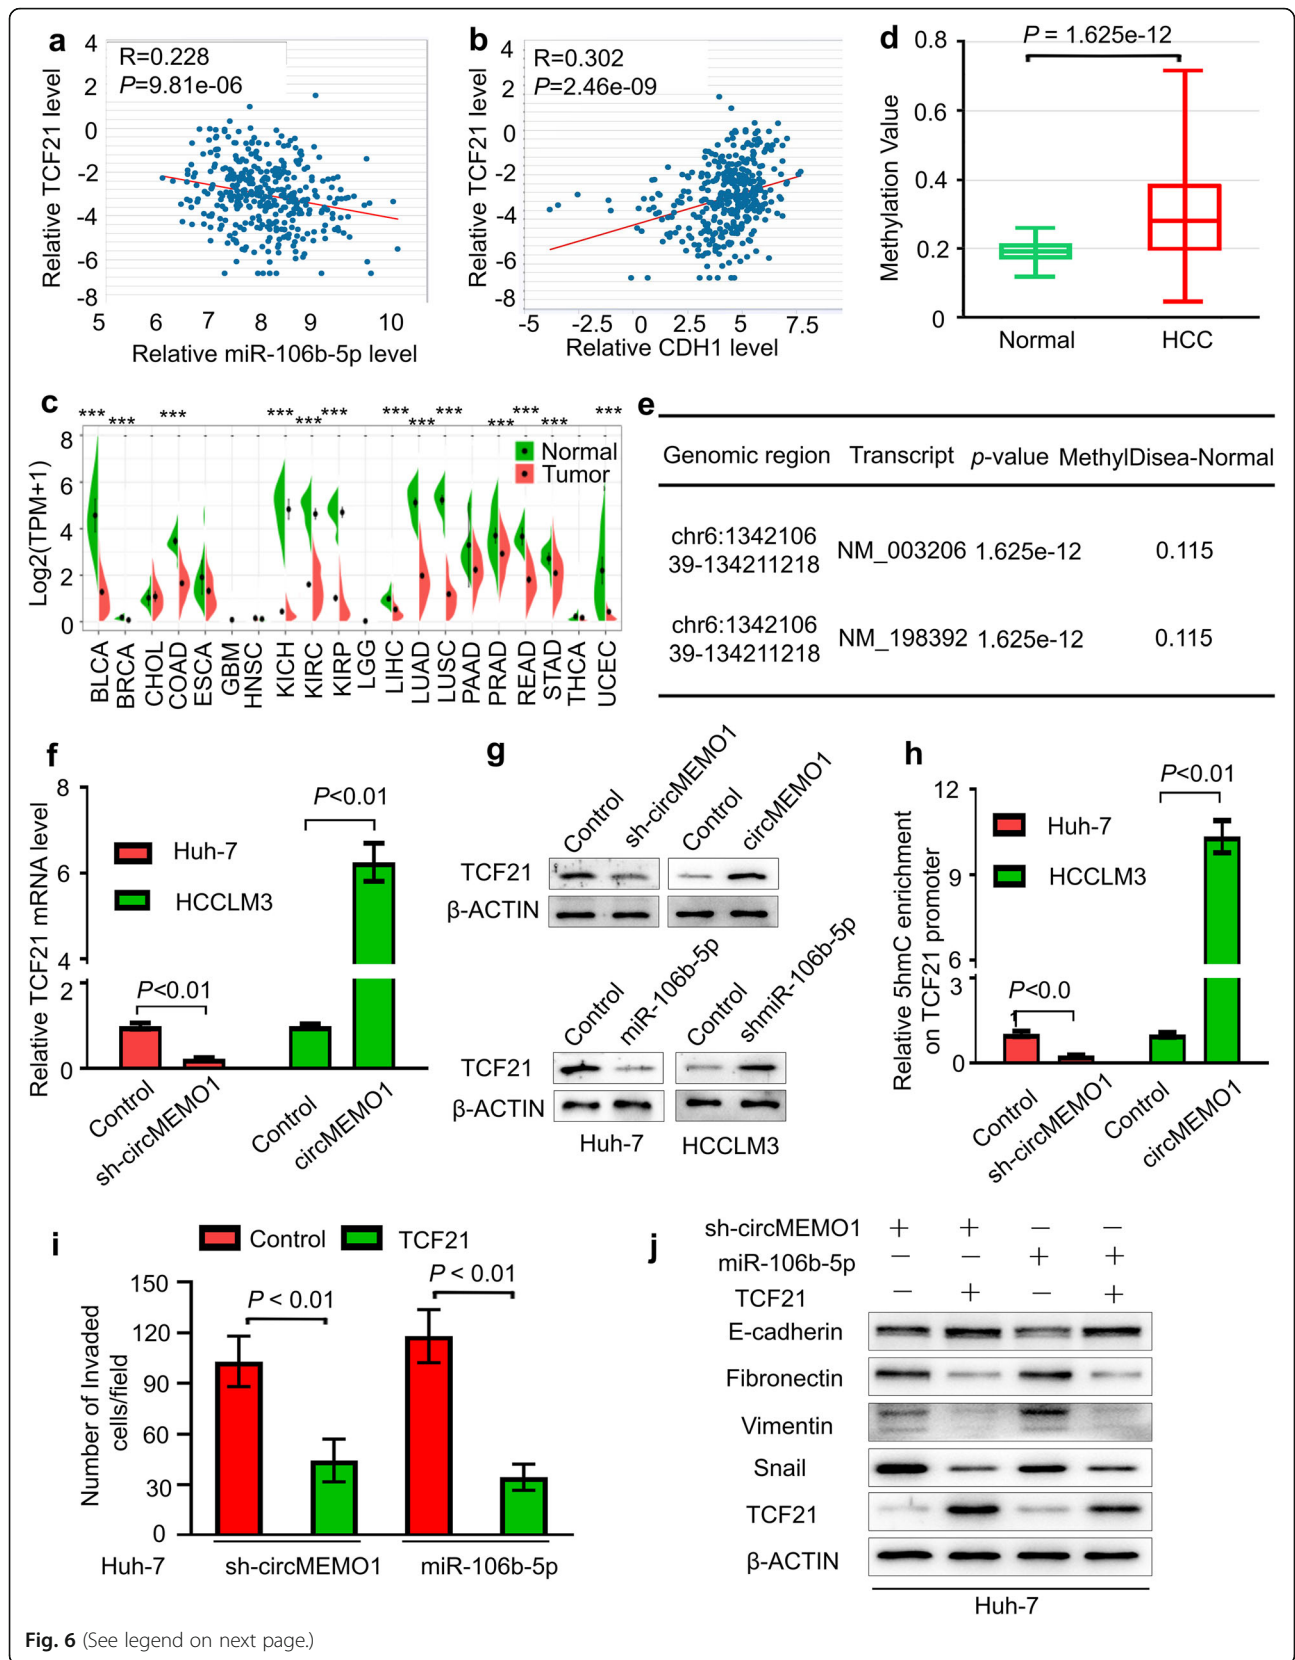 a
R=0.228
P=9.81e-06
Relative TCF21 level
4
2
0
-2
-4
-6
-8
5 6 7 8 9 10
Relative miR-106b-5p level
b
R=0.302
P=2.46e-09
Relative TCF21 level
4
2
0
-2
-4
-6
-8
-5 -2.5 0 2.5 5 7.5
Relative CDH1 level
d
P = 1.625e-12
Methylation Value
0.8
0.6
0.4
0.2
0
Normal HCC
c
*** *** *** *** *** *** *** *** *** *** *** *** ***
Log2(TPM+1)
8
6
4
2
0
Normal
Tumor
BLCA BRCA CHOL COAD ESCA GBM HNSC KICH KIRC KIRP LGG LIHC LUAD LUSC PAAD PRAD READ STAD THCA UCEC
e
Genomic region Transcript p-value MethylDisea-Normal
chr6:1342106
39-134211218 NM_003206 1.625e-12 0.115
chr6:1342106
39-134211218 NM_198392 1.625e-12 0.115
f
Relative TCF21 mRNA level
8
6
4
2
0
Huh-7
HCCLM3
P<0.01
P<0.01
Control sh-circMEMO1 Control circMEMO1
g
Control sh-circMEMO1 Control circMEMO1
TCF21
β-ACTIN
Control miR-106b-5p Control shmiR-106b-5p
TCF21
β-ACTIN
Huh-7 HCCLM3
h
Relative 5hmC enrichment
on TCF21 promoter
12
9
6
3
0
Huh-7
HCCLM3
P<0.01
P<0.0
1
Control sh-circMEMO1 Control circMEMO1
i
Control TCF21
Number of Invaded
cells/field
150
120
90
60
30
0
P < 0.01
P < 0.01
Huh-7 sh-circMEMO1 miR-106b-5p
j
sh-circMEMO1 + + − −
miR-106b-5p − − + +
TCF21 − + − +
E-cadherin
Fibronectin
Vimentin
Snail
TCF21
β-ACTIN
Huh-7
Fig. 6 (See legend on next page.)